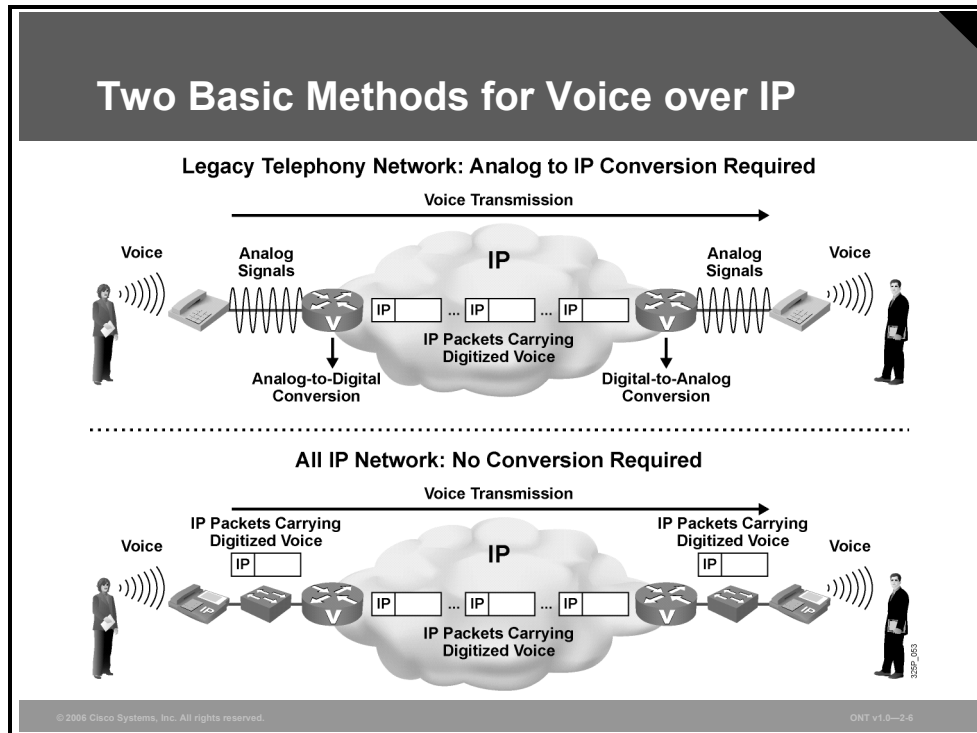 Two Basic Methods for Voice over IP
Legacy Telephony Network: Analog to IP Conversion Required
Voice Transmission
Voice
Analog
Signals
IP
Analog
Signals
Voice
V
IP
... IP
... IP
V
IP Packets Carrying
Digitized Voice
Analog-to-Digital
Conversion
Digital-to-Analog
Conversion
All IP Network: No Conversion Required
Voice Transmission
IP Packets Carrying
Digitized Voice
IP
IP Packets Carrying
Digitized Voice
Voice
IP
IP
Voice
IP
V
IP
... IP
... IP
V
IP
IP Packets Carrying
Digitized Voice
325P_053
© 2006 Cisco Systems, Inc. All rights reserved.
ONT v1.0—2-6